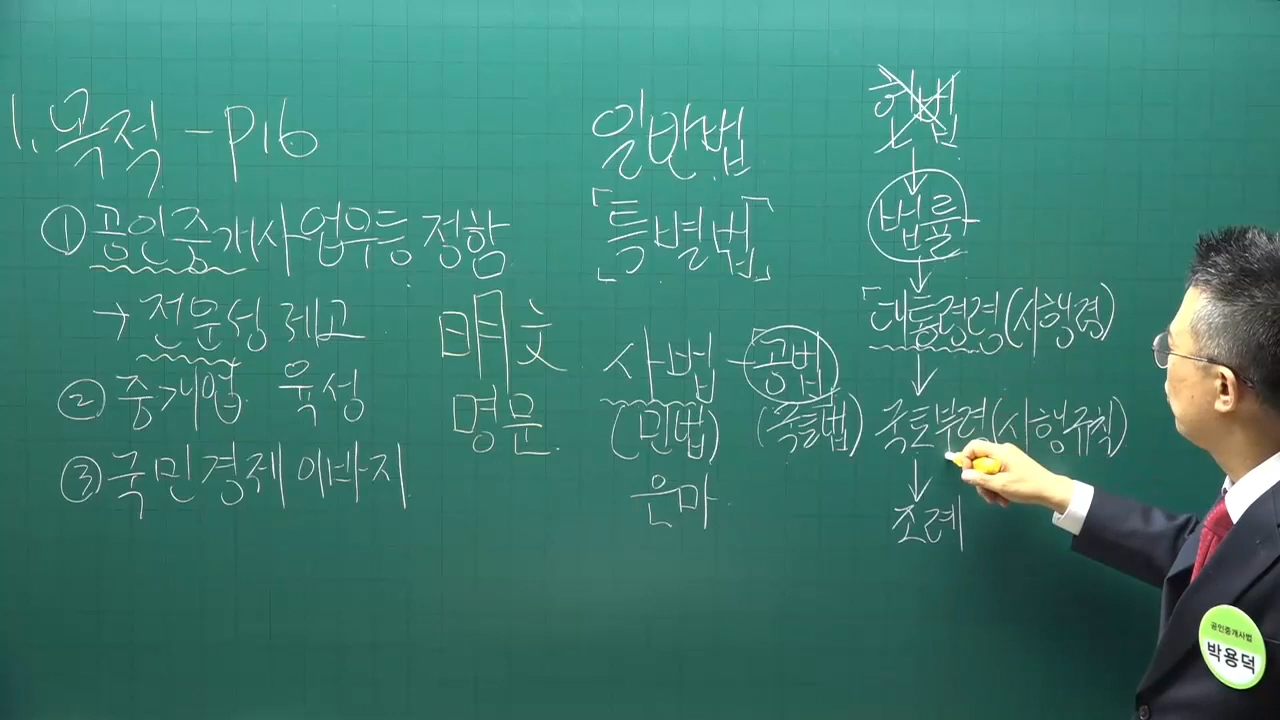 1. 목적 - P16
① 공인중개사업무등 정함
→ 전문성 제고
② 중개업 육성
③ 국민경제 이바지
明文
명문
일반법
「특별법」
사법 - 공법
(민법) (국토법)
은마
헌법
↓
법률
↓
「대통령령(시행령)
↓
국토부령(시행규칙)
↓
조례
공인중개사법
박용덕